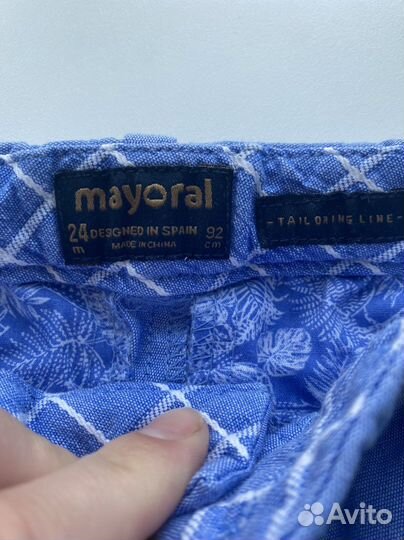 mayoral
24 m DESIGNED IN SPAIN 92 cm
MADE IN CHINA
-TAILORING LINE-
Avito